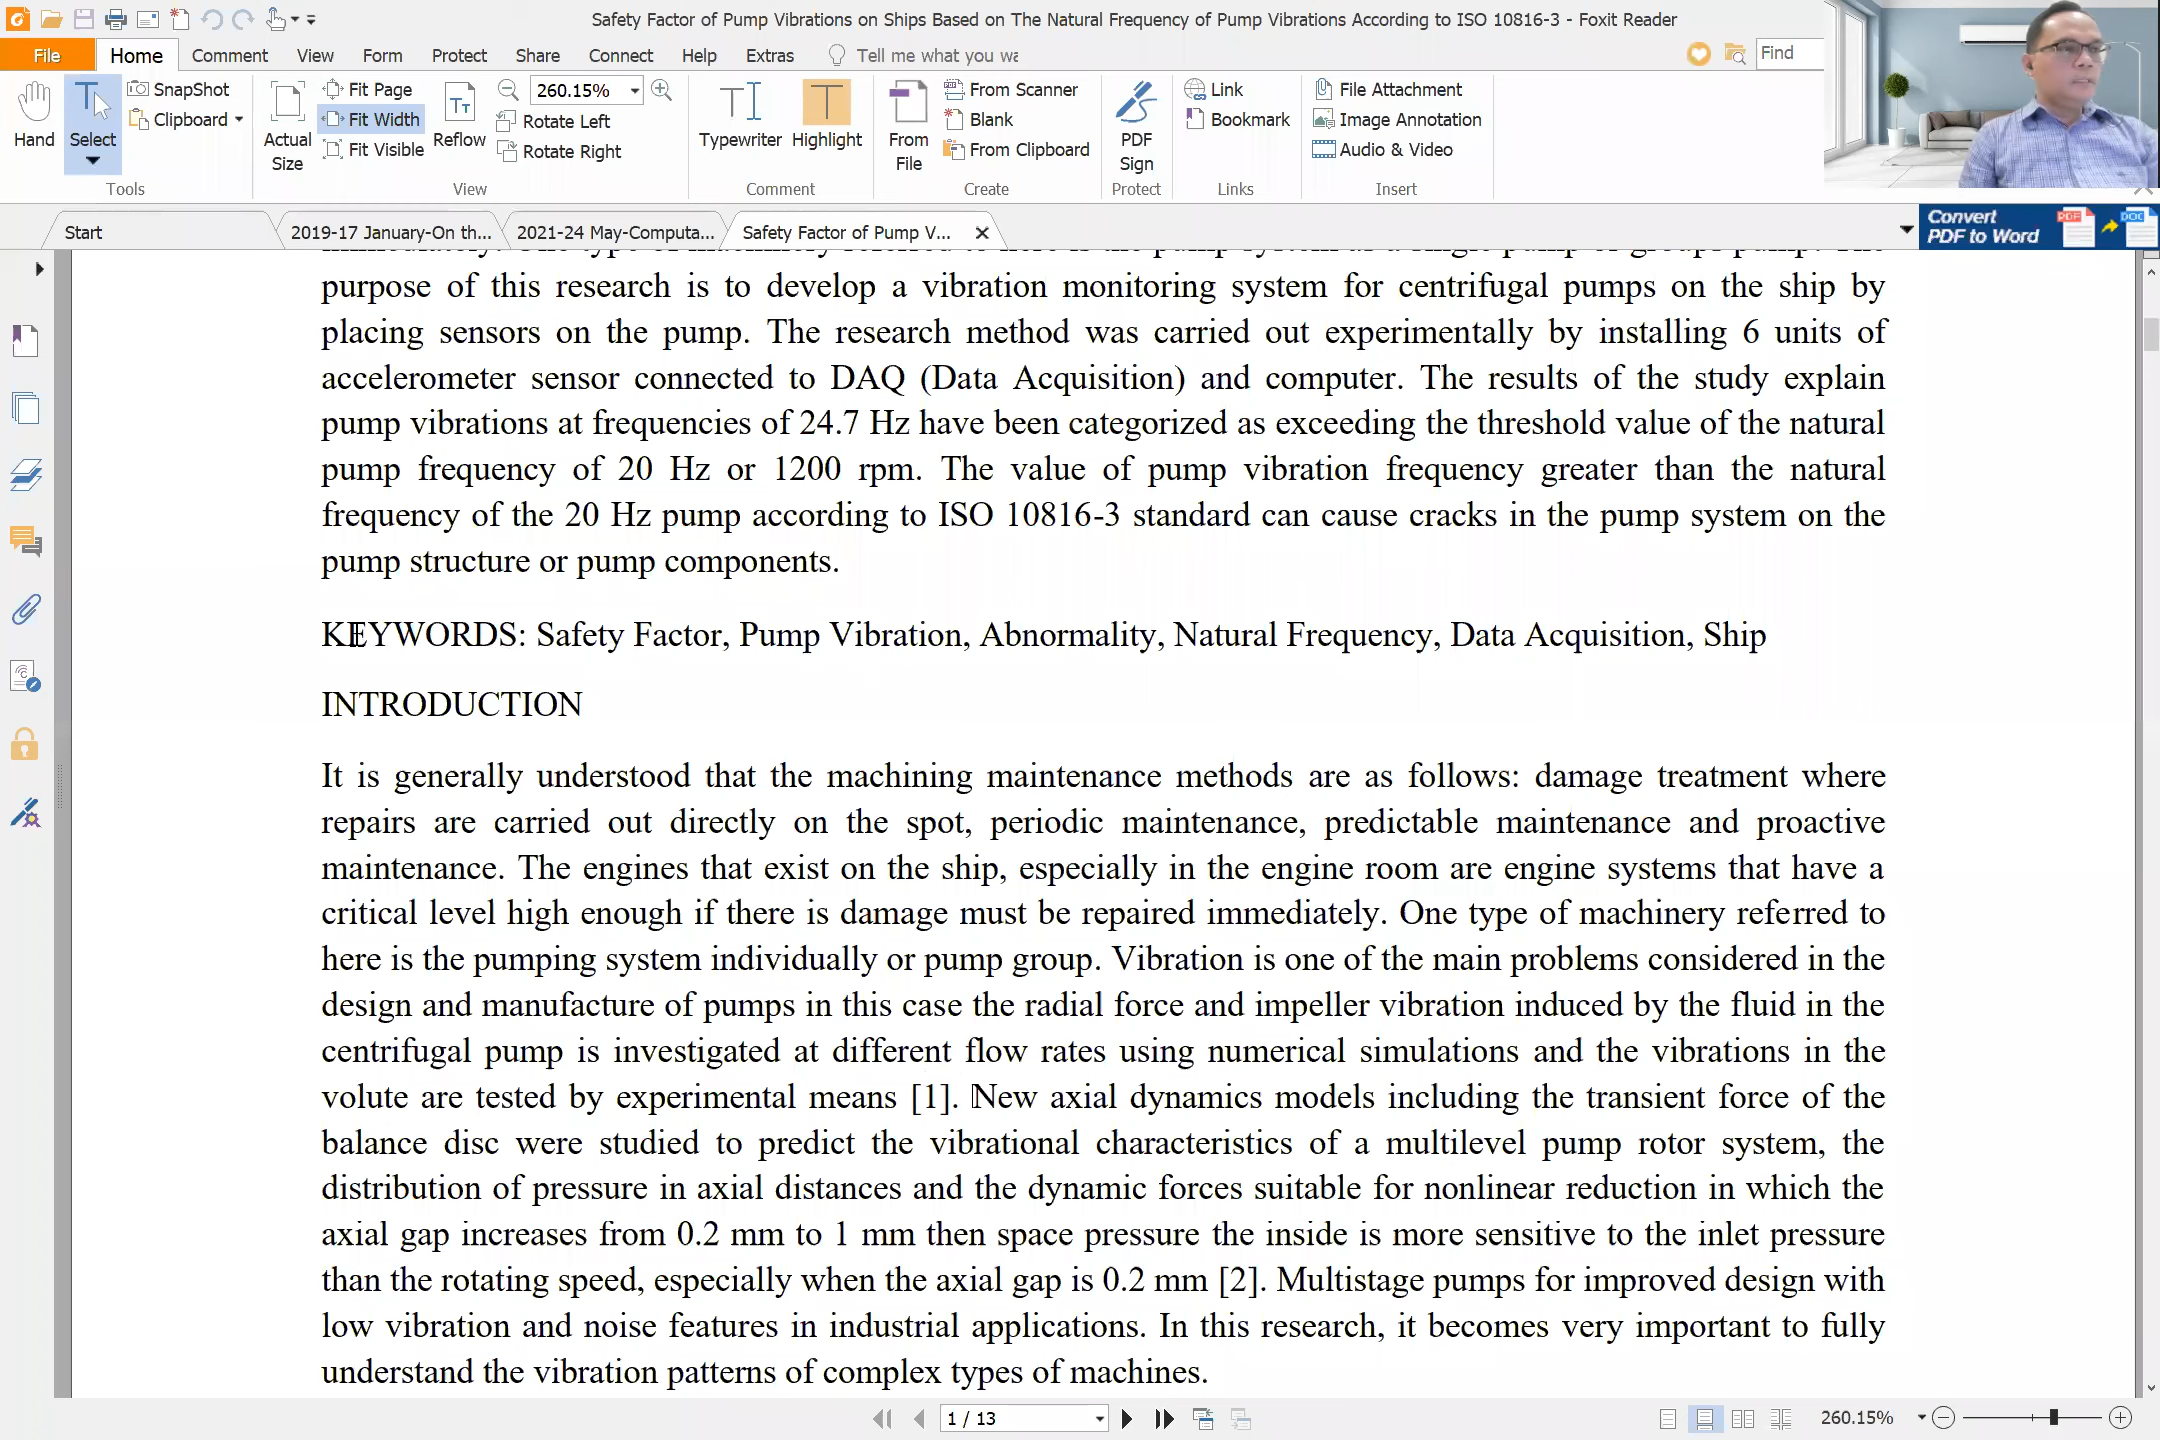 Safety Factor of Pump Vibrations on Ships Based on The Natural Frequency of Pump Vibrations According to ISO 10816-3 - Foxit Reader
File Home Comment View Form Protect Share Connect Help Extras Tell me what you wa Find
Hand
Select
SnapShot
Clipboard
Tools
Actual Size
Fit Page
Fit Width
Fit Visible
Reflow
260.15%
Rotate Left
Rotate Right
View
Typewriter
Highlight
Comment
From File
From Scanner
Blank
From Clipboard
Create
PDF Sign
Protect
Link
Bookmark
Links
File Attachment
Image Annotation
Audio & Video
Insert
Start
2019-17 January-On th...
2021-24 May-Computa...
Safety Factor of Pump V...
Convert PDF to Word
PDF DOC
purpose of this research is to develop a vibration monitoring system for centrifugal pumps on the ship by
placing sensors on the pump. The research method was carried out experimentally by installing 6 units of
accelerometer sensor connected to DAQ (Data Acquisition) and computer. The results of the study explain
pump vibrations at frequencies of 24.7 Hz have been categorized as exceeding the threshold value of the natural
pump frequency of 20 Hz or 1200 rpm. The value of pump vibration frequency greater than the natural
frequency of the 20 Hz pump according to ISO 10816-3 standard can cause cracks in the pump system on the
pump structure or pump components.
KEYWORDS: Safety Factor, Pump Vibration, Abnormality, Natural Frequency, Data Acquisition, Ship
INTRODUCTION
It is generally understood that the machining maintenance methods are as follows: damage treatment where
repairs are carried out directly on the spot, periodic maintenance, predictable maintenance and proactive
maintenance. The engines that exist on the ship, especially in the engine room are engine systems that have a
critical level high enough if there is damage must be repaired immediately. One type of machinery referred to
here is the pumping system individually or pump group. Vibration is one of the main problems considered in the
design and manufacture of pumps in this case the radial force and impeller vibration induced by the fluid in the
centrifugal pump is investigated at different flow rates using numerical simulations and the vibrations in the
volute are tested by experimental means [1]. New axial dynamics models including the transient force of the
balance disc were studied to predict the vibrational characteristics of a multilevel pump rotor system, the
distribution of pressure in axial distances and the dynamic forces suitable for nonlinear reduction in which the
axial gap increases from 0.2 mm to 1 mm then space pressure the inside is more sensitive to the inlet pressure
than the rotating speed, especially when the axial gap is 0.2 mm [2]. Multistage pumps for improved design with
low vibration and noise features in industrial applications. In this research, it becomes very important to fully
understand the vibration patterns of complex types of machines.
1 / 13
260.15%